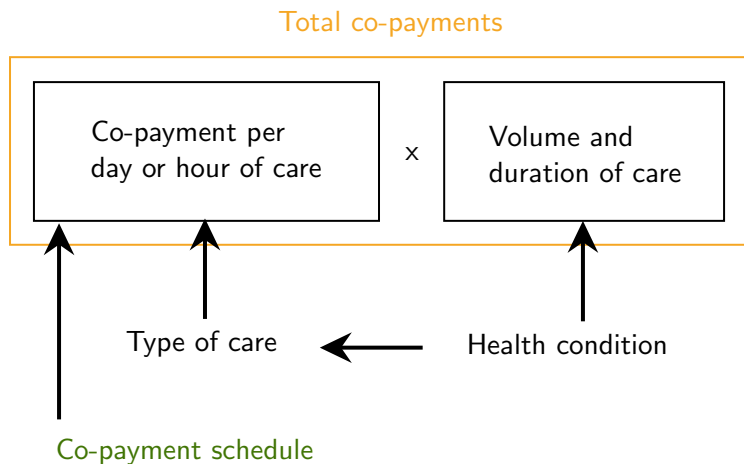 Total co-payments
Co-payment per
day or hour of care
x
Volume and
duration of care
Type of care
Health condition
Co-payment schedule